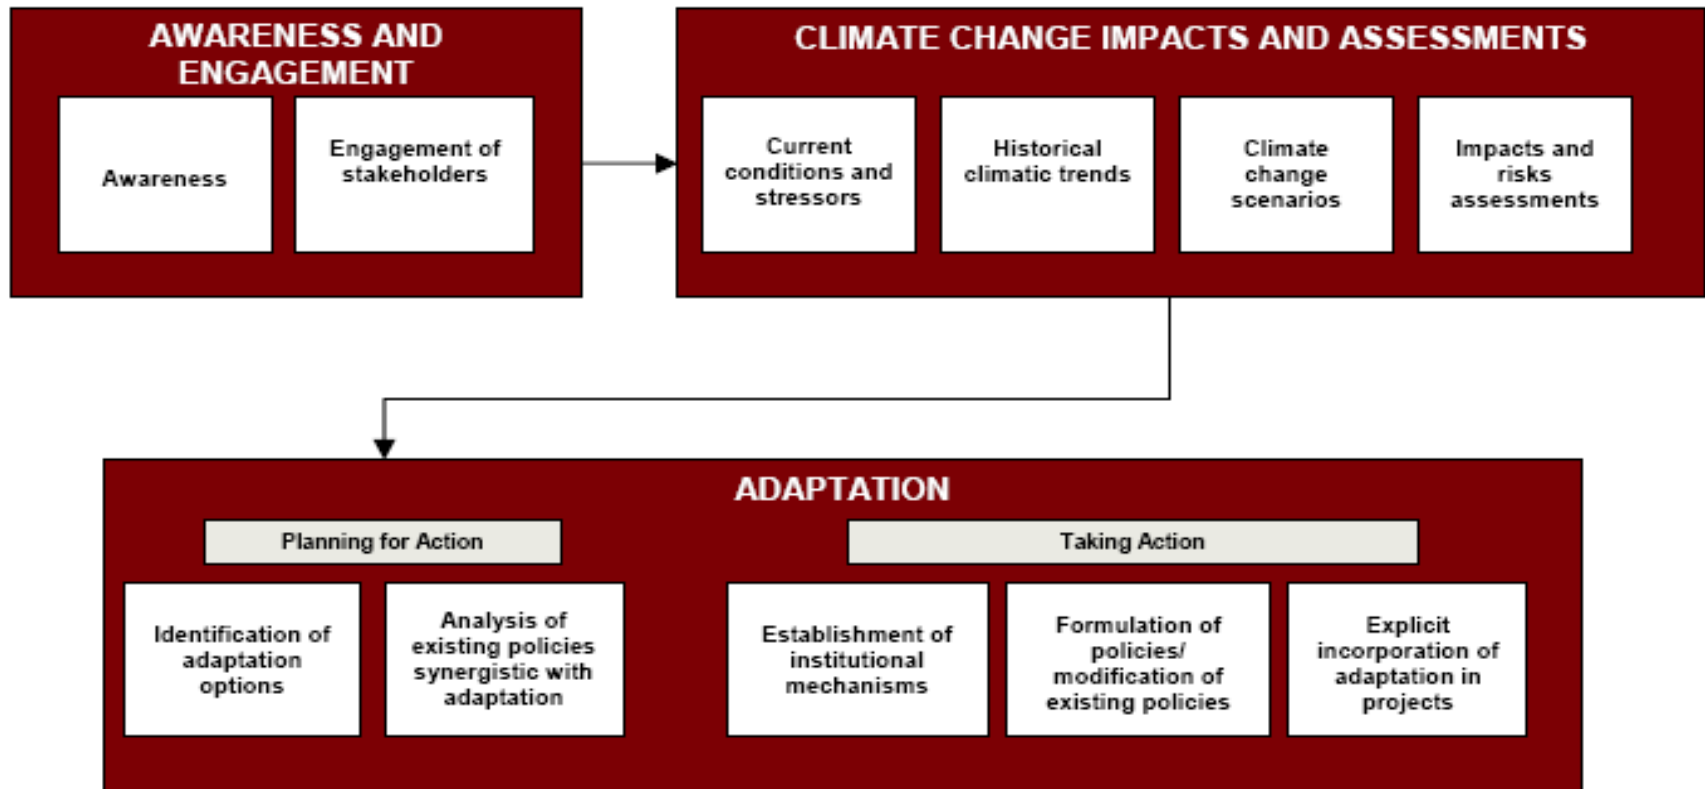 AWARENESS AND
ENGAGEMENT
Awareness
Engagement of
stakeholders
CLIMATE CHANGE IMPACTS AND ASSESSMENTS
Current
conditions and
stressors
Historical
climatic trends
Climate
change
scenarios
Impacts and
risks
assessments
ADAPTATION
Planning for Action
Identification of
adaptation
options
Analysis of
existing policies
synergistic with
adaptation
Taking Action
Establishment of
institutional
mechanisms
Formulation of
policies/
modification of
existing policies
Explicit
incorporation of
adaptation in
projects